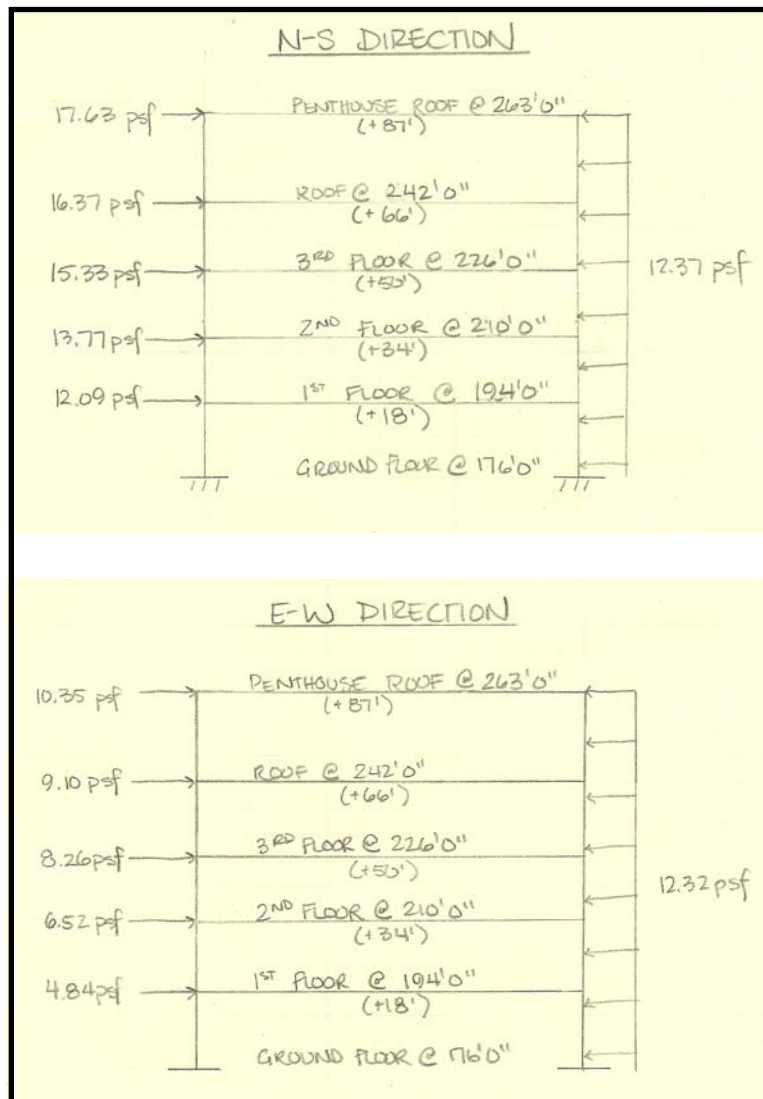 N-S DIRECTION
17.63 psf
PENTHOUSE ROOF @ 263'0"
(+87')
16.37 psf
ROOF @ 242'0"
(+66')
15.33 psf
3RD FLOOR @ 226'0"
(+50')
12.37 psf
13.77 psf
2ND FLOOR @ 210'0"
(+34')
12.09 psf
1ST FLOOR @ 194'0"
(+18')
GROUND FLOOR @ 176'0"
E-W DIRECTION
10.35 psf
PENTHOUSE ROOF @ 263'0"
(+87')
9.10 psf
ROOF @ 242'0"
(+66')
8.26 psf
3RD FLOOR @ 226'0"
(+50')
12.32 psf
6.52 psf
2ND FLOOR @ 210'0"
(+34')
4.84 psf
1ST FLOOR @ 194'0"
(+18')
GROUND FLOOR @ 176'0"